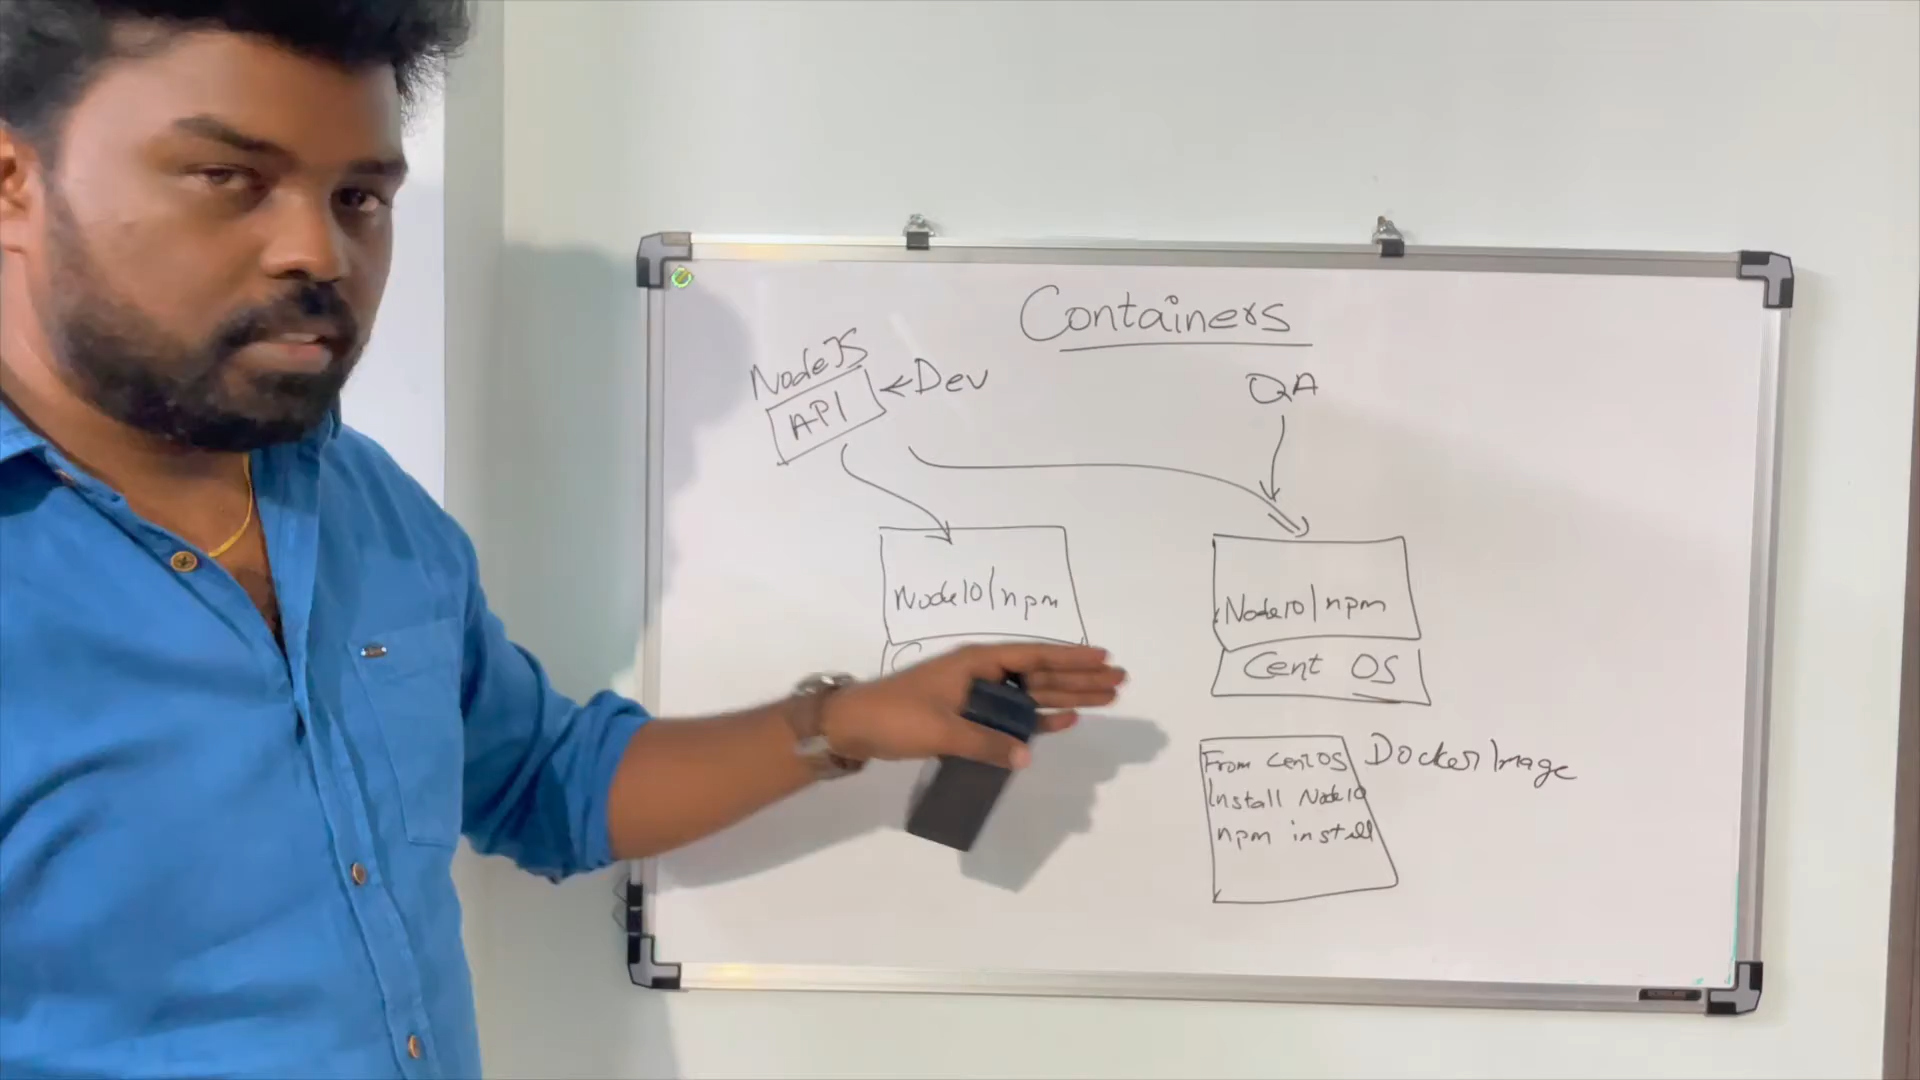 Containers
NodeJS
API
←Dev
QA
Node10/npm
C
Node10/npm
Cent OS
From CentOS
Install Node10
npm install
Docker Image